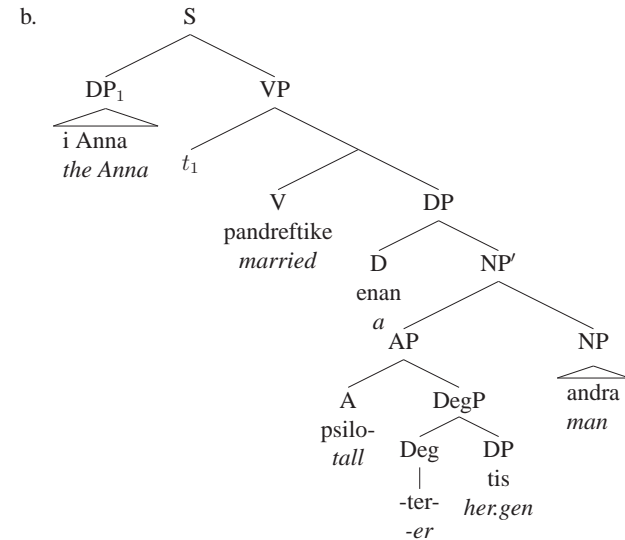 b. S
DP₁ VP
i Anna
the Anna
t₁
V DP
pandreftike
married
D NP′
enan
a
AP NP
andra
man
A DegP
psilo-
tall
Deg DP
tis
her.gen
-ter-
-er